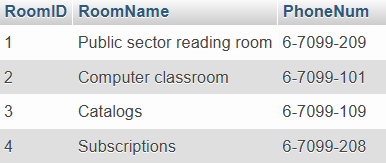 RoomID RoomName PhoneNum
1 Public sector reading room 6-7099-209
2 Computer classroom 6-7099-101
3 Catalogs 6-7099-109
4 Subscriptions 6-7099-208